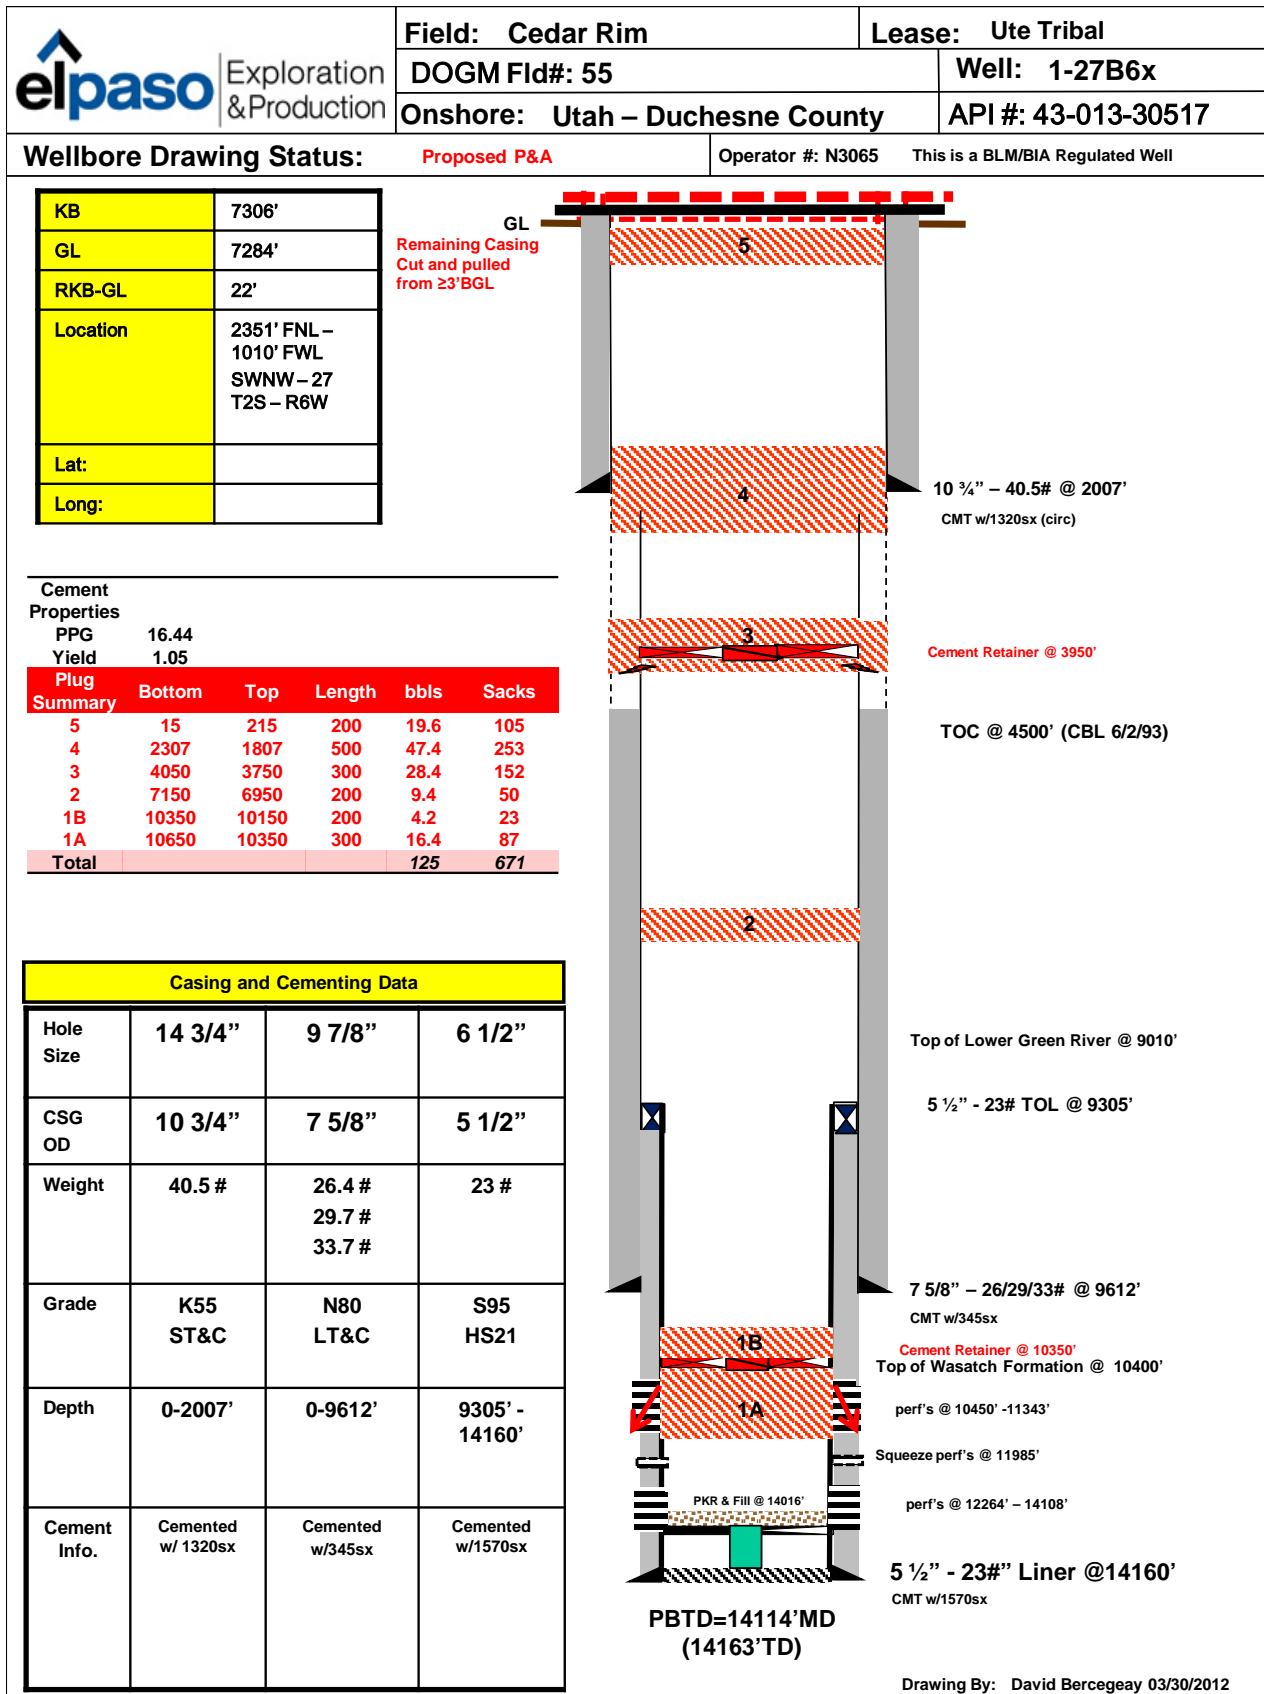 elpaso Exploration & Production
Field: Cedar Rim
Lease: Ute Tribal
DOGM Fld#: 55
Well: 1-27B6x
Onshore: Utah – Duchesne County
API #: 43-013-30517
Wellbore Drawing Status: Proposed P&A
Operator #: N3065
This is a BLM/BIA Regulated Well
KB 7306’
GL 7284’
RKB-GL 22’
Location 2351’ FNL –
1010’ FWL
SWNW – 27
T2S – R6W
Lat:
Long:
GL
Remaining Casing
Cut and pulled
from ≥3’BGL
5
4
10 ¾” – 40.5# @ 2007’
CMT w/1320sx (circ)
3
Cement Retainer @ 3950’
TOC @ 4500’ (CBL 6/2/93)
2
Top of Lower Green River @ 9010’
5 ½” - 23# TOL @ 9305’
7 5/8” – 26/29/33# @ 9612’
CMT w/345sx
1B
Cement Retainer @ 10350’
Top of Wasatch Formation @ 10400’
1A
perf’s @ 10450’ -11343’
Squeeze perf’s @ 11985’
PKR & Fill @ 14016’
perf’s @ 12264’ – 14108’
5 ½” - 23#” Liner @14160’
CMT w/1570sx
PBTD=14114’MD
(14163’TD)
Cement
Properties
PPG 16.44
Yield 1.05
Plug
Summary Bottom Top Length bbls Sacks
5 15 215 200 19.6 105
4 2307 1807 500 47.4 253
3 4050 3750 300 28.4 152
2 7150 6950 200 9.4 50
1B 10350 10150 200 4.2 23
1A 10650 10350 300 16.4 87
Total 125 671
Casing and Cementing Data
Hole
Size 14 3/4” 9 7/8” 6 1/2”
CSG
OD 10 3/4” 7 5/8” 5 1/2”
Weight 40.5 # 26.4 # 23 #
29.7 #
33.7 #
Grade K55 N80 S95
ST&C LT&C HS21
Depth 0-2007’ 0-9612’ 9305’ -
14160’
Cement Cemented Cemented Cemented
Info. w/ 1320sx w/345sx w/1570sx
Drawing By: David Bercegeay 03/30/2012